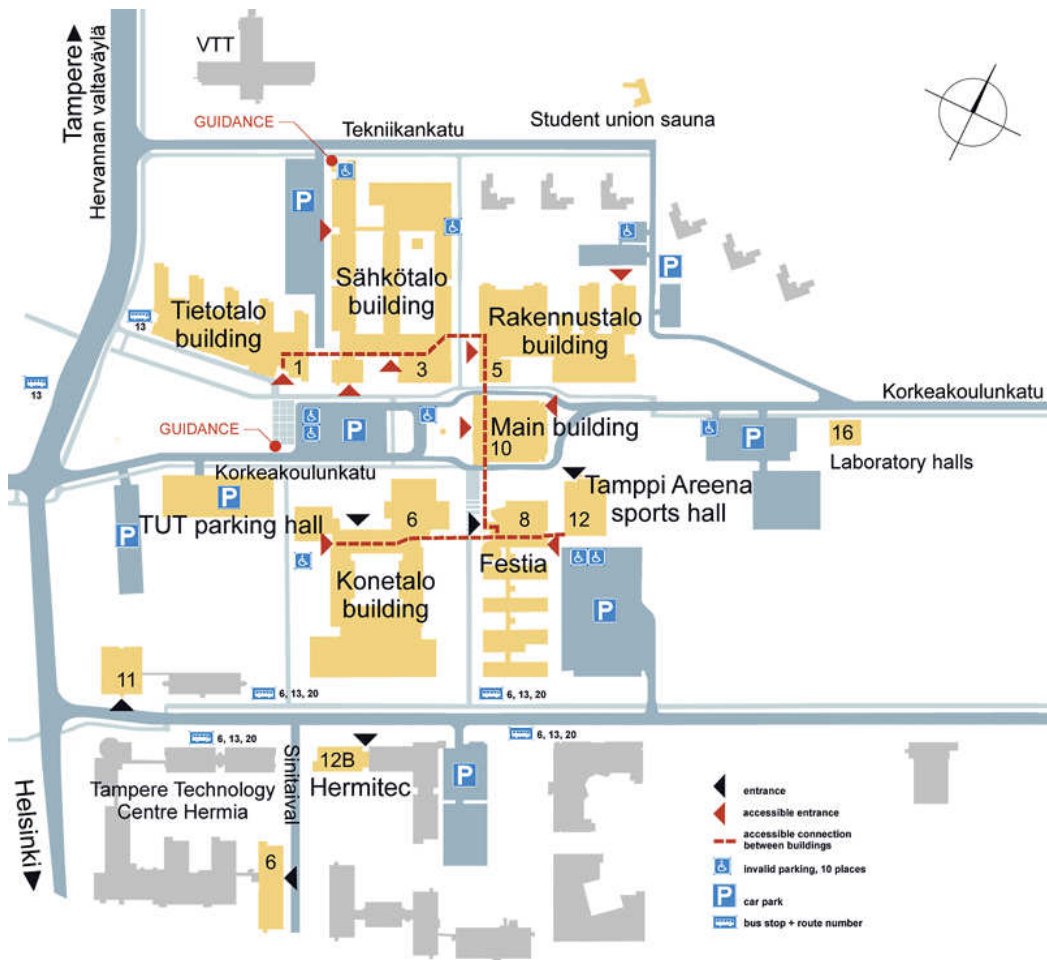 VTT
Tampere
Hervannan valtaväylä
GUIDANCE
Tekniikankatu
Student union sauna
P
Sähkötalo
building
P
Tietotalo
building
13
Rakennustalo
building
1
3
5
13
Korkeakoulunkatu
GUIDANCE
P
Main building
10
P
16
Laboratory halls
Korkeakoulunkatu
P
TUT parking hall
P
6
8
12
Tamppi Areena
sports hall
Konetalo
building
Festia
P
11
6, 13, 20
6, 13, 20
6, 13, 20
6, 13, 20
Sinitaival
12B
Hermitec
P
Tampere Technology
Centre Hermia
Helsinki
6
entrance
accessible entrance
accessible connection
between buildings
invalid parking, 10 places
P
car park
bus stop + route number